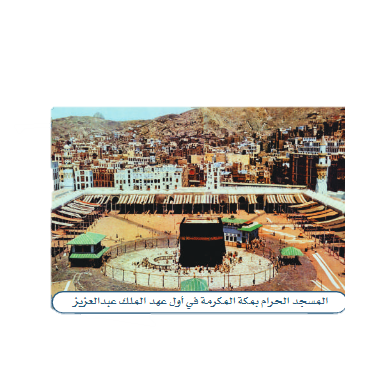 المسجد الحرام بمكة المكرمة في أول عهد الملك عبدالعزيز